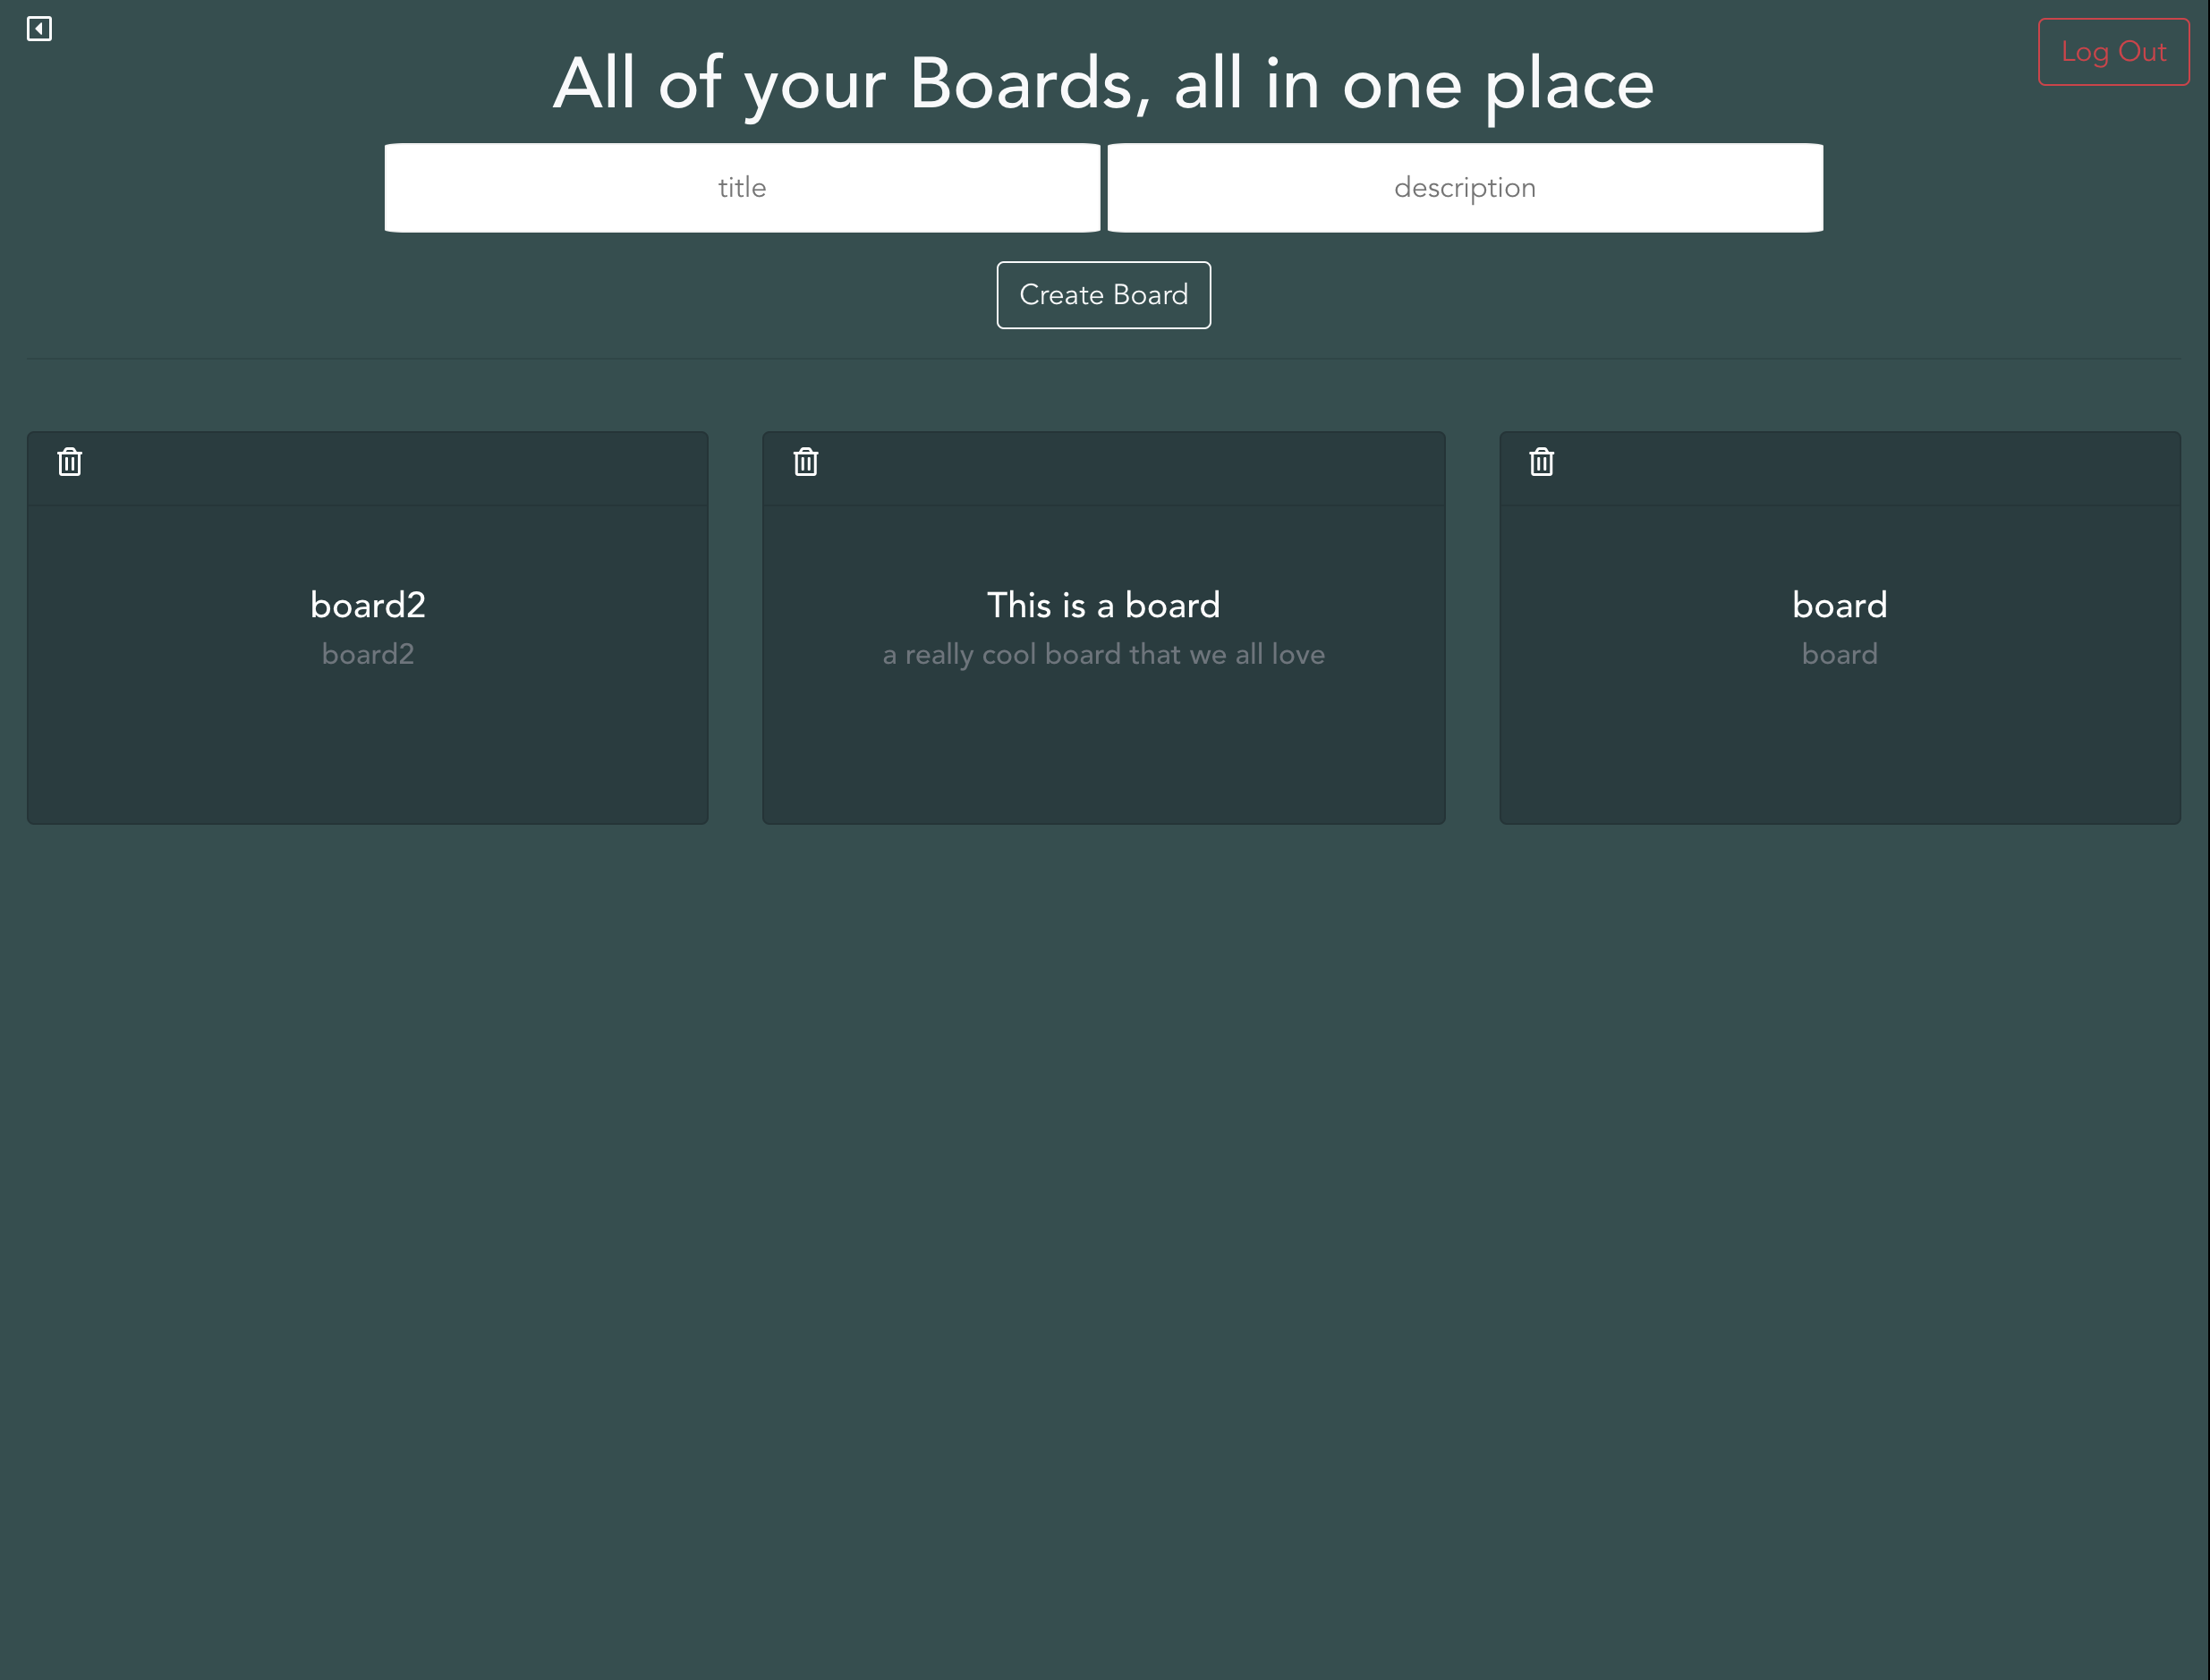 Log Out
All of your Boards, all in one place
title
description
Create Board
board2
board2
This is a board
a really cool board that we all love
board
board